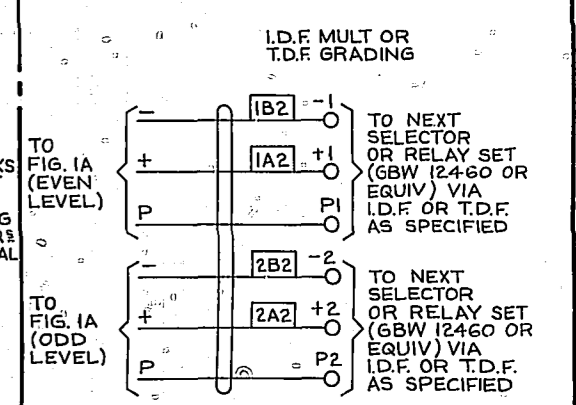 I.D.F. MULT OR
T.D.F. GRADING
TO
FIG. 1A
(EVEN
LEVEL)
− 1B2 −1
+ 1A2 +1
P P1
TO NEXT
SELECTOR
OR RELAY SET
(GBW 12460 OR
EQUIV) VIA
I.D.F. OR T.D.F.
AS SPECIFIED
TO
FIG. 1A
(ODD
LEVEL)
− 2B2 −2
+ 2A2 +2
P P2
TO NEXT
SELECTOR
OR RELAY SET
(GBW 12460 OR
EQUIV) VIA
I.D.F. OR T.D.F.
AS SPECIFIED